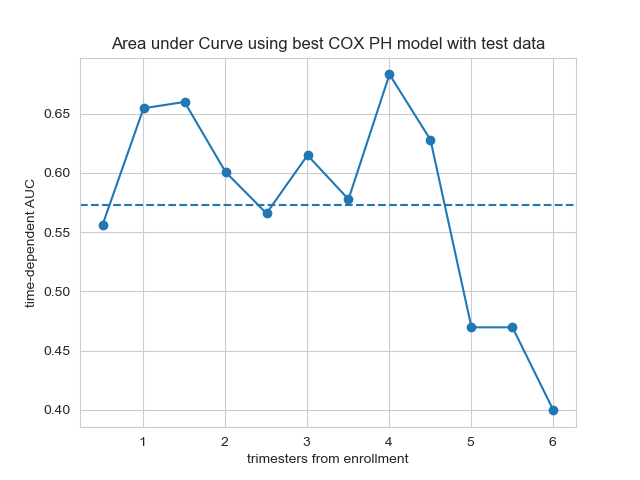 Area under Curve using best COX PH model with test data
time-dependent AUC
0.65
0.60
0.55
0.50
0.45
0.40
1 2 3 4 5 6
trimesters from enrollment